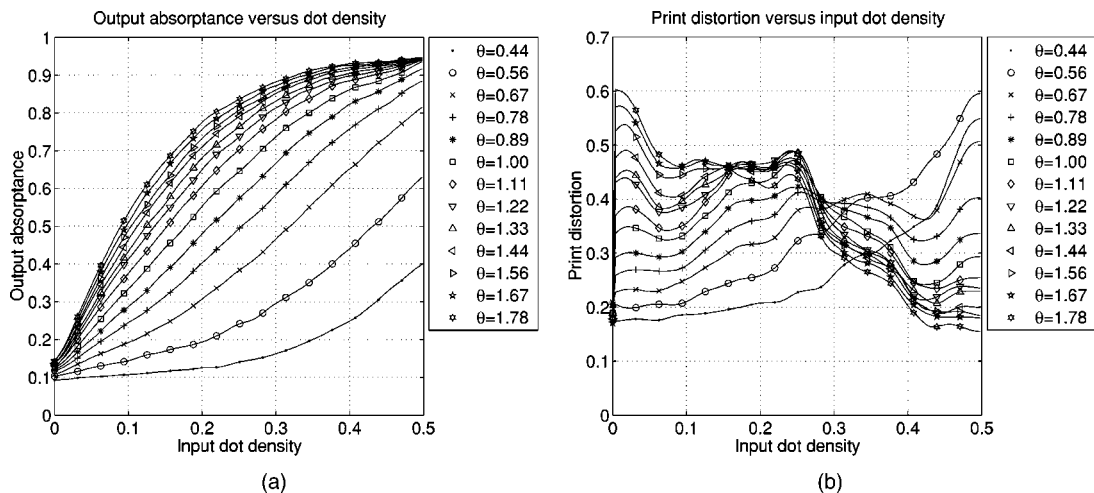 Output absorptance versus dot density
1
0.9
0.8
0.7
0.6
0.5
0.4
0.3
0.2
0.1
0
Output absorptance
0
0.1
0.2
0.3
0.4
0.5
Input dot density
θ=0.44
θ=0.56
θ=0.67
θ=0.78
θ=0.89
θ=1.00
θ=1.11
θ=1.22
θ=1.33
θ=1.44
θ=1.56
θ=1.67
θ=1.78
(a)
Print distortion versus input dot density
0.7
0.6
0.5
0.4
0.3
0.2
0.1
0
Print distortion
0
0.1
0.2
0.3
0.4
0.5
Input dot density
θ=0.44
θ=0.56
θ=0.67
θ=0.78
θ=0.89
θ=1.00
θ=1.11
θ=1.22
θ=1.33
θ=1.44
θ=1.56
θ=1.67
θ=1.78
(b)